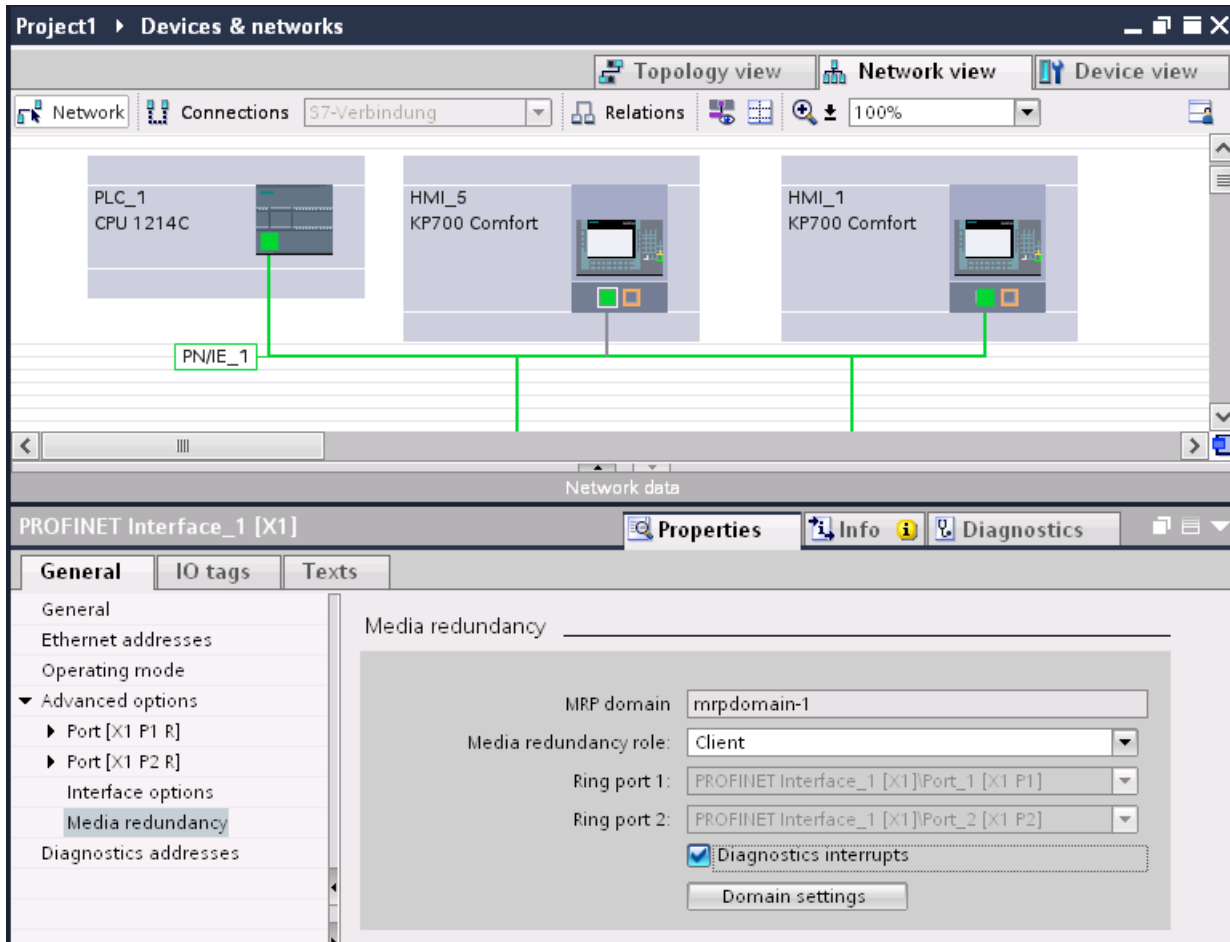 Project1 ▸ Devices & networks
Topology view Network view Device view
Network Connections S7-Verbindung Relations 100%
PLC_1 HMI_5 HMI_1
CPU 1214C KP700 Comfort KP700 Comfort
PN/IE_1
Network data
PROFINET Interface_1 [X1] Properties Info Diagnostics
General IO tags Texts
General
Ethernet addresses
Operating mode
Advanced options
Port [X1 P1 R]
Port [X1 P2 R]
Interface options
Media redundancy
Diagnostics addresses
Media redundancy
MRP domain mrpdomain-1
Media redundancy role: Client
Ring port 1: PROFINET Interface_1 [X1]\Port_1 [X1 P1]
Ring port 2: PROFINET Interface_1 [X1]\Port_2 [X1 P2]
Diagnostics interrupts
Domain settings